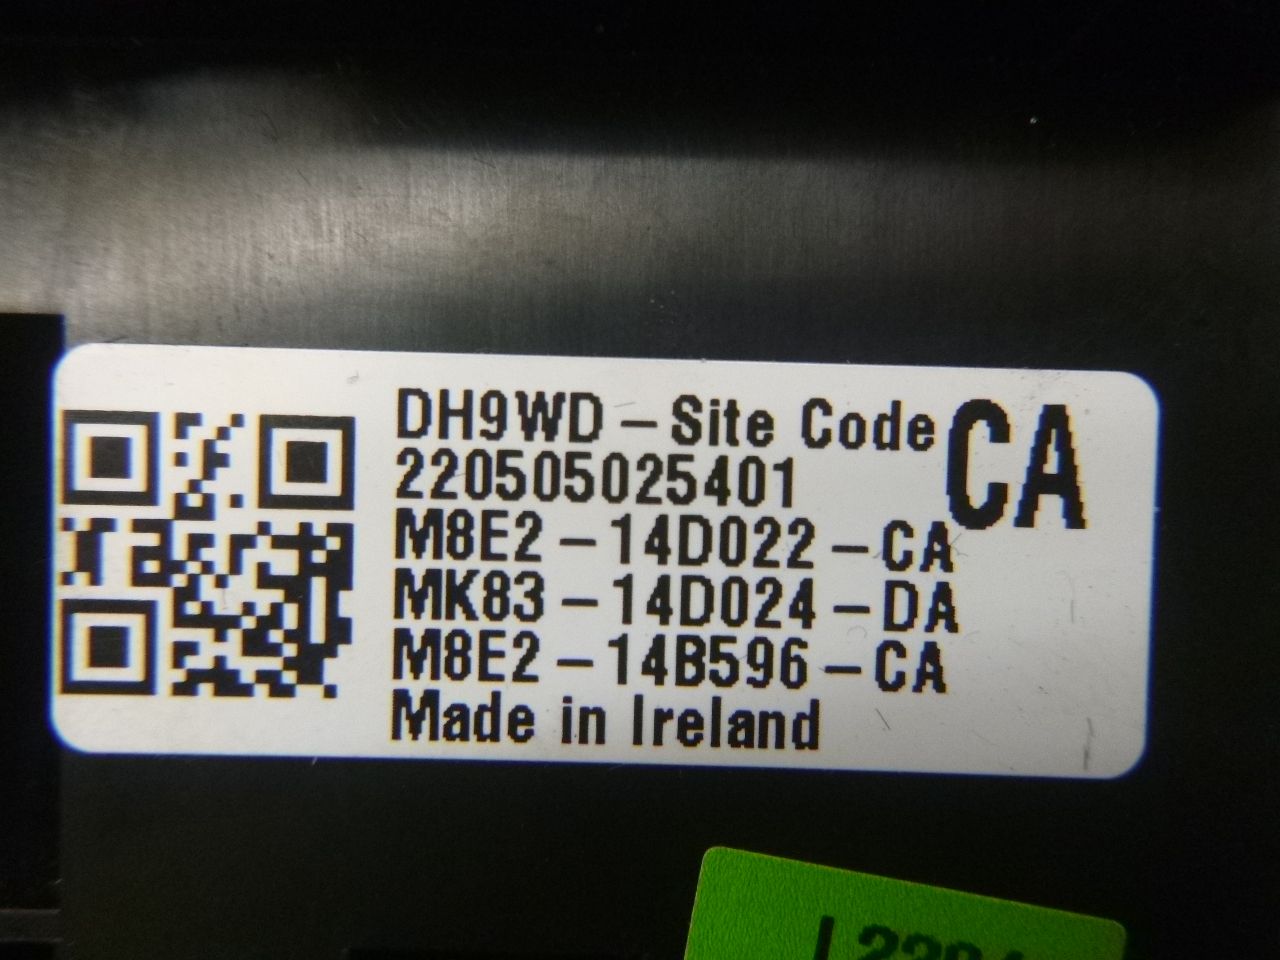 DH9WD – Site Code
CA
220505025401
M8E2 – 14D022 – CA
MK83 – 14D024 – DA
M8E2 – 14B596 – CA
Made in Ireland